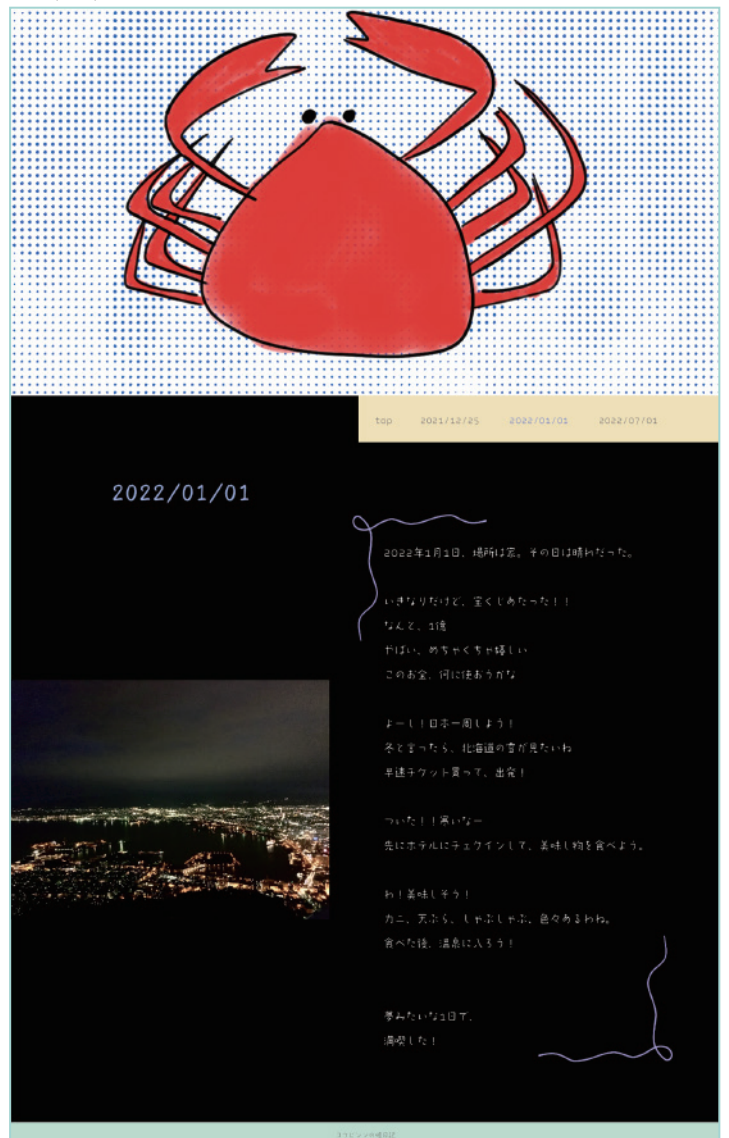 top 2021/12/25 2022/01/01 2022/07/01
2022/01/01
2022年1月1日、場所は家。その日は晴れだった。
いきなりだけど、宝くじあたった！！
なんと、1億
やばい、めちゃくちゃ嬉しい
このお金、何に使おうかな
よーし！日本一周しよう！
冬と言ったら、北海道の雪が見たいね
早速チケット買って、出発！
ついた！！寒いなー
先にホテルにチェクインして、美味し物を食べよう。
わ！美味しそう！
カニ、天ぷら、しゃぶしゃぶ、色々あるわね。
食べた後、温泉に入ろう！
夢みたいな1日で、
満喫した！